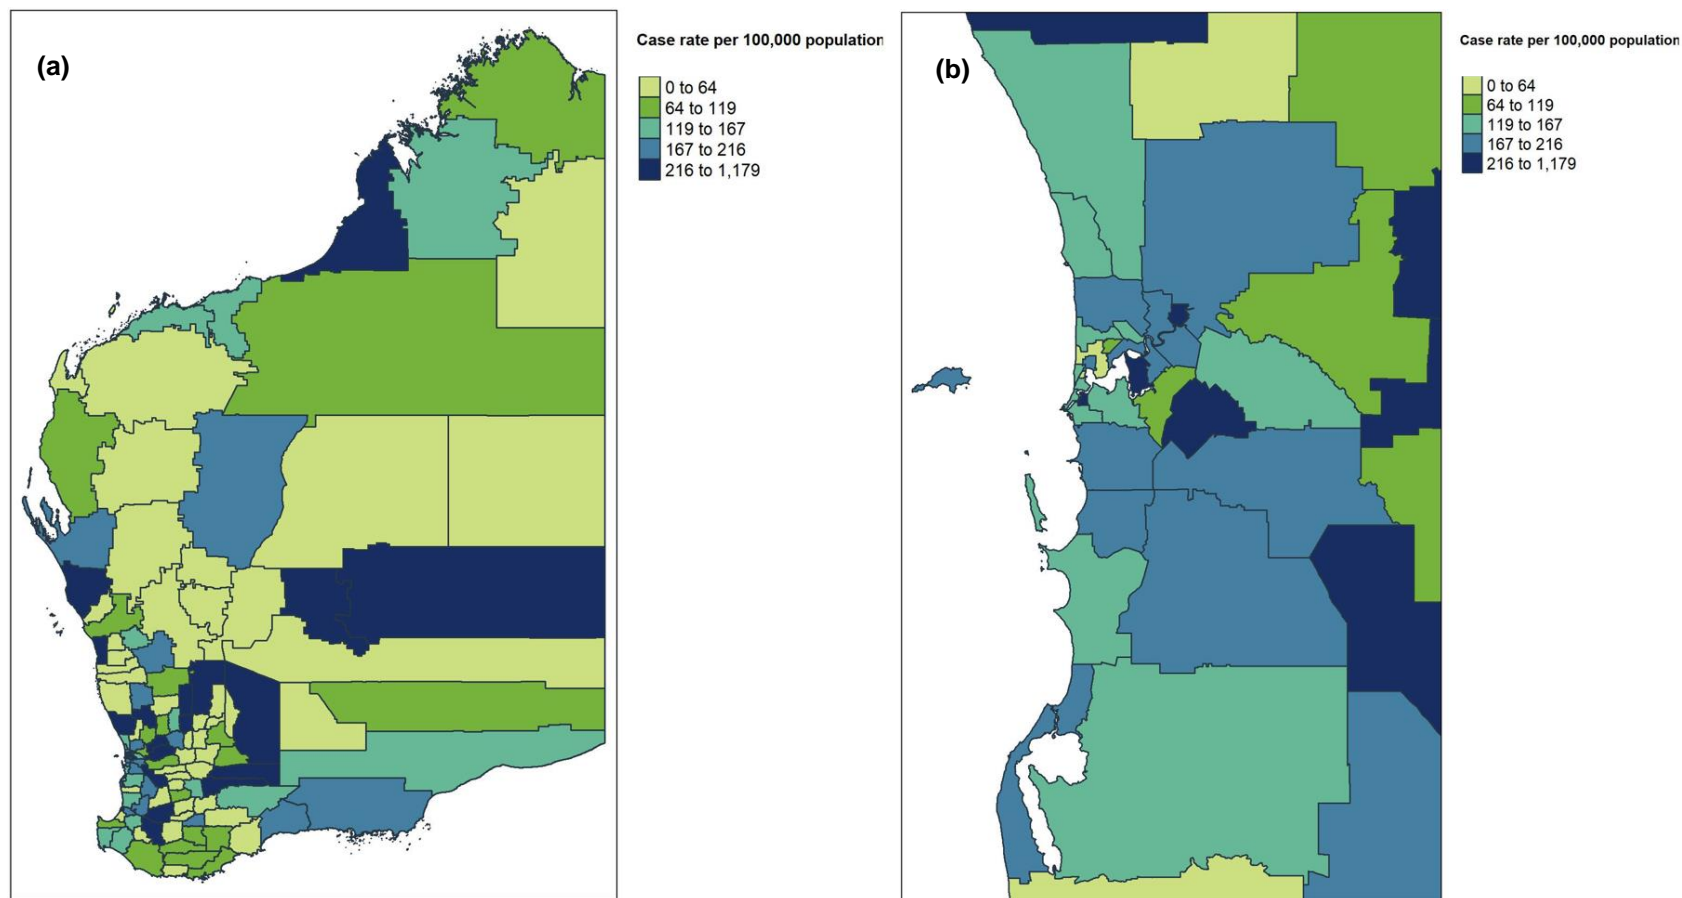 (a)
Case rate per 100,000 population
0 to 64
64 to 119
119 to 167
167 to 216
216 to 1,179
(b)
Case rate per 100,000 population
0 to 64
64 to 119
119 to 167
167 to 216
216 to 1,179